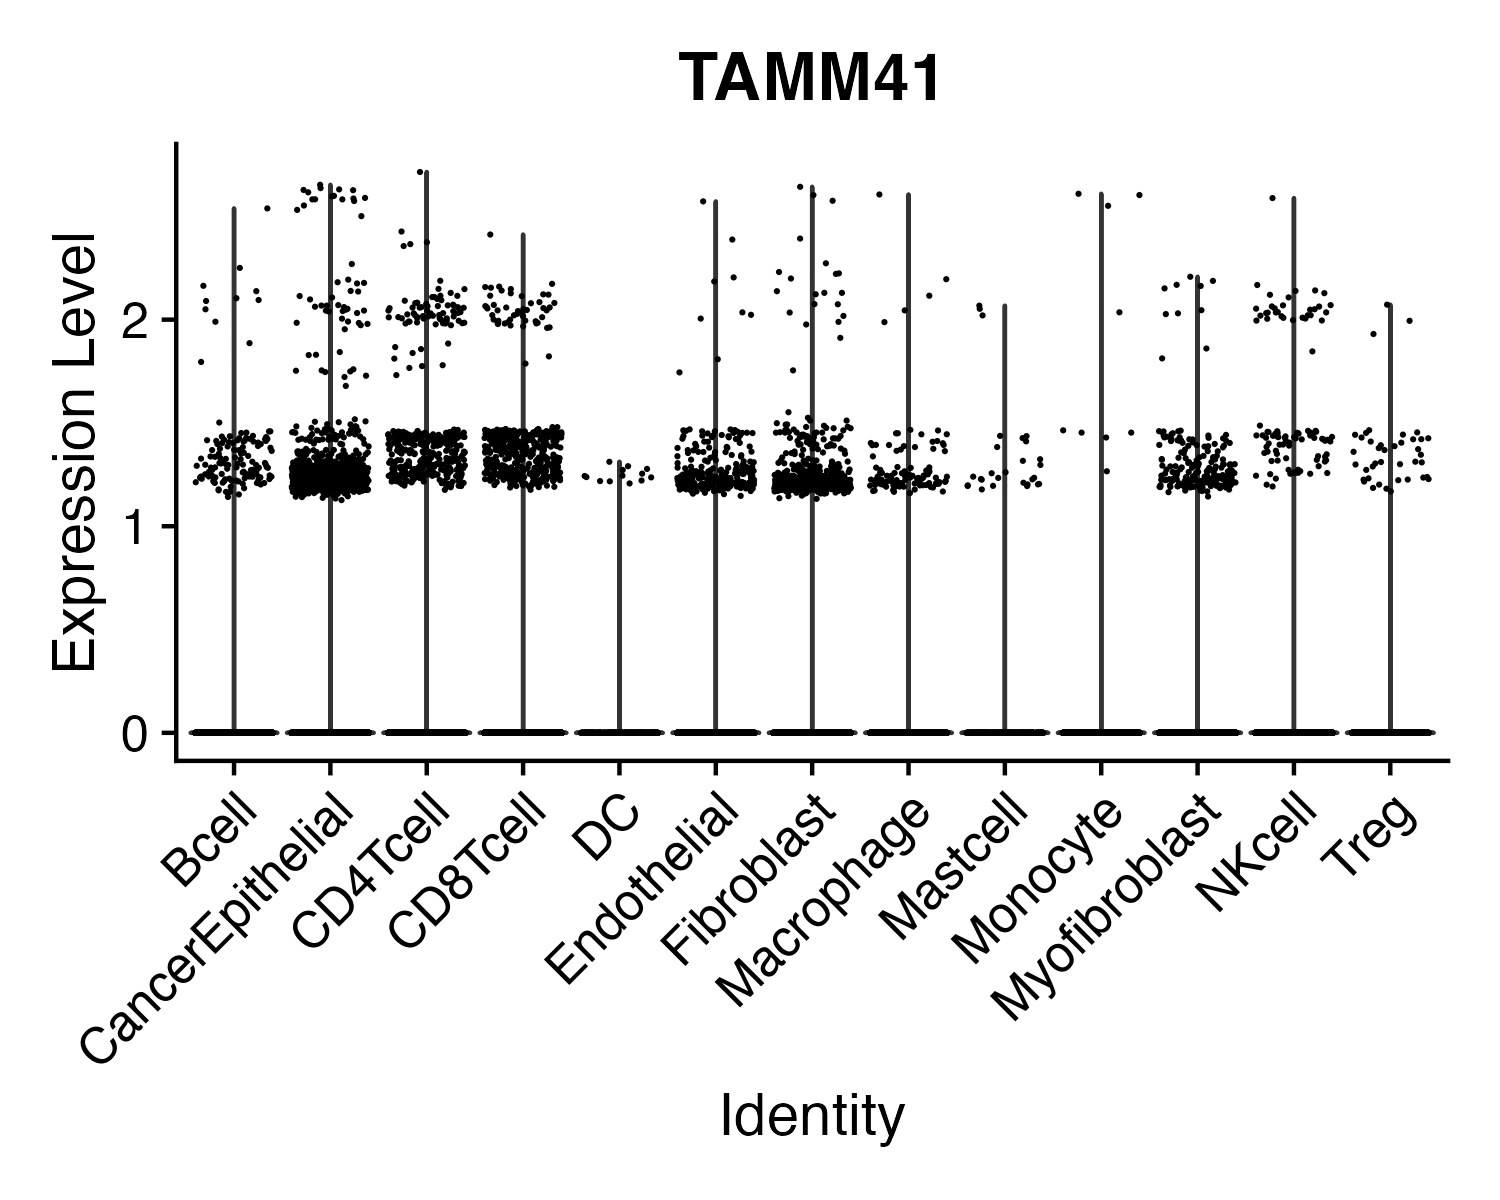 TAMM41
Expression Level
2
1
0
Bcell
CancerEpithelial
CD4Tcell
CD8Tcell
DC
Endothelial
Fibroblast
Macrophage
Mastcell
Monocyte
Myofibroblast
NKcell
Treg
Identity